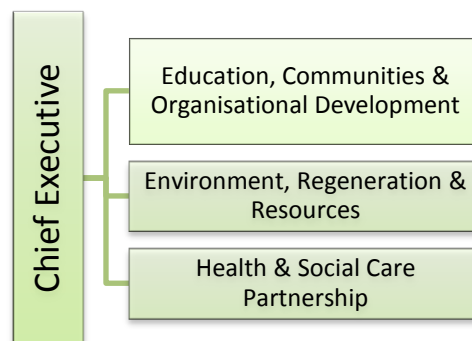 Chief Executive
Education, Communities &
Organisational Development
Environment, Regeneration &
Resources
Health & Social Care
Partnership